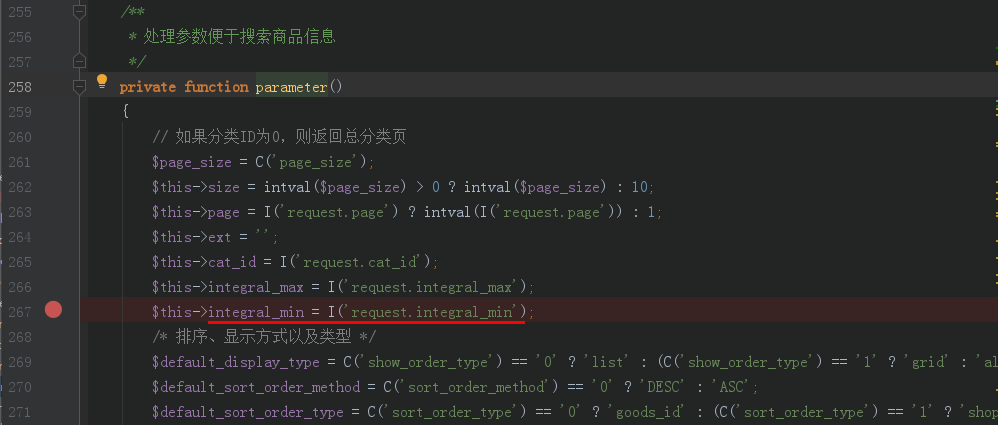 255 /**
256 * 处理参数便于搜索商品信息
257 */
258 private function parameter()
259 {
260 // 如果分类ID为0，则返回总分类页
261 $page_size = C('page_size');
262 $this->size = intval($page_size) > 0 ? intval($page_size) : 10;
263 $this->page = I('request.page') ? intval(I('request.page')) : 1;
264 $this->ext = '';
265 $this->cat_id = I('request.cat_id');
266 $this->integral_max = I('request.integral_max');
267 $this->integral_min = I('request.integral_min');
268 /* 排序、显示方式以及类型 */
269 $default_display_type = C('show_order_type') == '0' ? 'list' : (C('show_order_type') == '1' ? 'grid' : 'al
270 $default_sort_order_method = C('sort_order_method') == '0' ? 'DESC' : 'ASC';
271 $default_sort_order_type = C('sort_order_type') == '0' ? 'goods_id' : (C('sort_order_type') == '1' ? 'shop